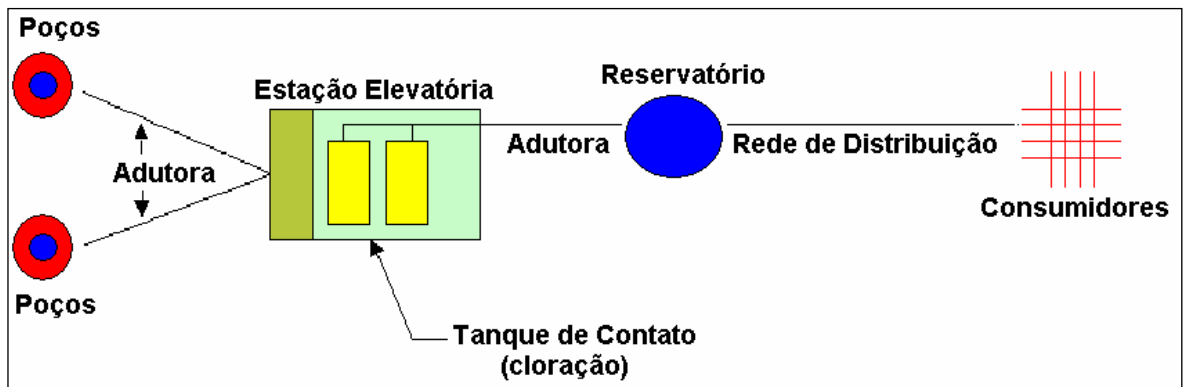 Poços
Estação Elevatória
Reservatório
Adutora
Adutora
Rede de Distribuição
Consumidores
Poços
Tanque de Contato
(cloração)